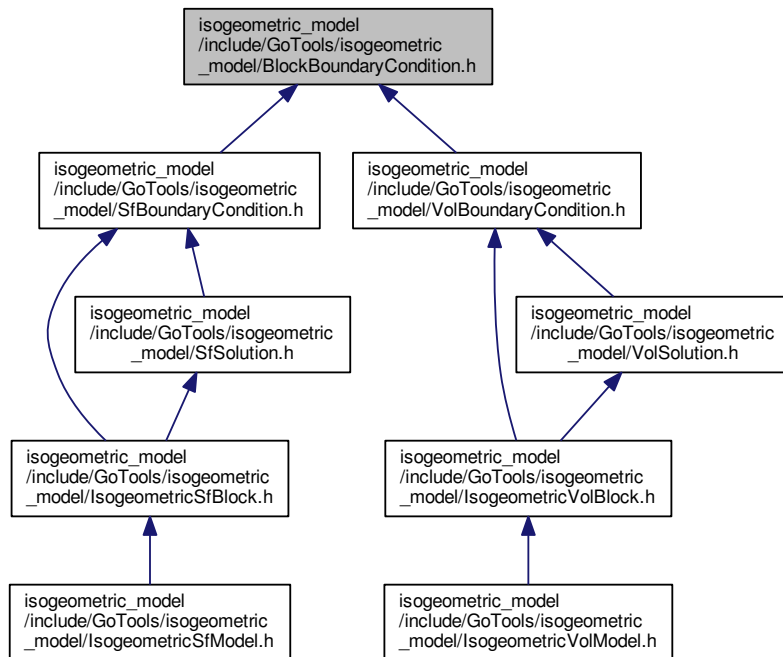 isogeometric_model
/include/GoTools/isogeometric
_model/BlockBoundaryCondition.h
isogeometric_model
/include/GoTools/isogeometric
_model/SfBoundaryCondition.h
isogeometric_model
/include/GoTools/isogeometric
_model/VolBoundaryCondition.h
isogeometric_model
/include/GoTools/isogeometric
_model/SfSolution.h
isogeometric_model
/include/GoTools/isogeometric
_model/VolSolution.h
isogeometric_model
/include/GoTools/isogeometric
_model/IsogeometricSfBlock.h
isogeometric_model
/include/GoTools/isogeometric
_model/IsogeometricVolBlock.h
isogeometric_model
/include/GoTools/isogeometric
_model/IsogeometricSfModel.h
isogeometric_model
/include/GoTools/isogeometric
_model/IsogeometricVolModel.h